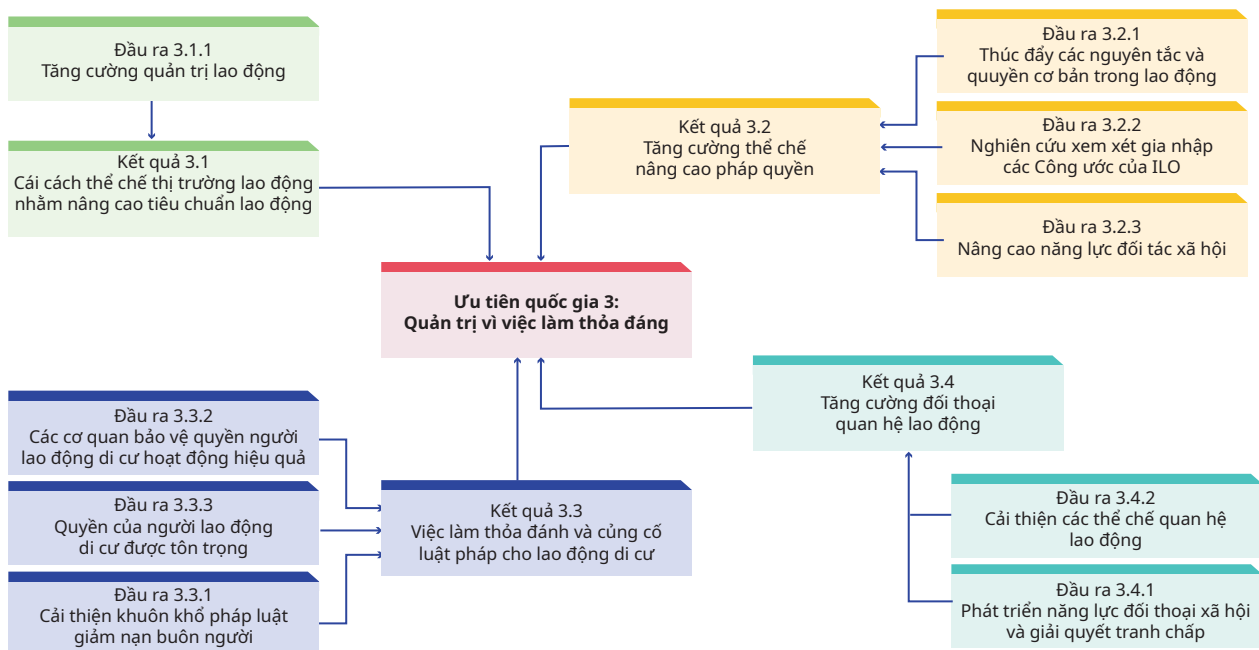 Đầu ra 3.1.1
Tăng cường quản trị lao động
Kết quả 3.1
Cái cách thể chế thị trường lao động
nhằm nâng cao tiêu chuẩn lao động
Kết quả 3.2
Tăng cường thể chế
nâng cao pháp quyền
Đầu ra 3.2.1
Thúc đẩy các nguyên tắc và
quuyền cơ bản trong lao động
Đầu ra 3.2.2
Nghiên cứu xem xét gia nhập
các Công ước của ILO
Đầu ra 3.2.3
Nâng cao năng lực đối tác xã hội
Ưu tiên quốc gia 3:
Quản trị vì việc làm thỏa đáng
Đầu ra 3.3.2
Các cơ quan bảo vệ quyền người
lao động di cư hoạt động hiệu quả
Đầu ra 3.3.3
Quyền của người lao động
di cư được tôn trọng
Đầu ra 3.3.1
Cải thiện khuôn khổ pháp luật
giảm nạn buôn người
Kết quả 3.3
Việc làm thỏa đánh và củng cố
luật pháp cho lao động di cư
Kết quả 3.4
Tăng cường đối thoại
quan hệ lao động
Đầu ra 3.4.2
Cải thiện các thể chế quan hệ
lao động
Đầu ra 3.4.1
Phát triển năng lực đối thoại xã hội
và giải quyết tranh chấp